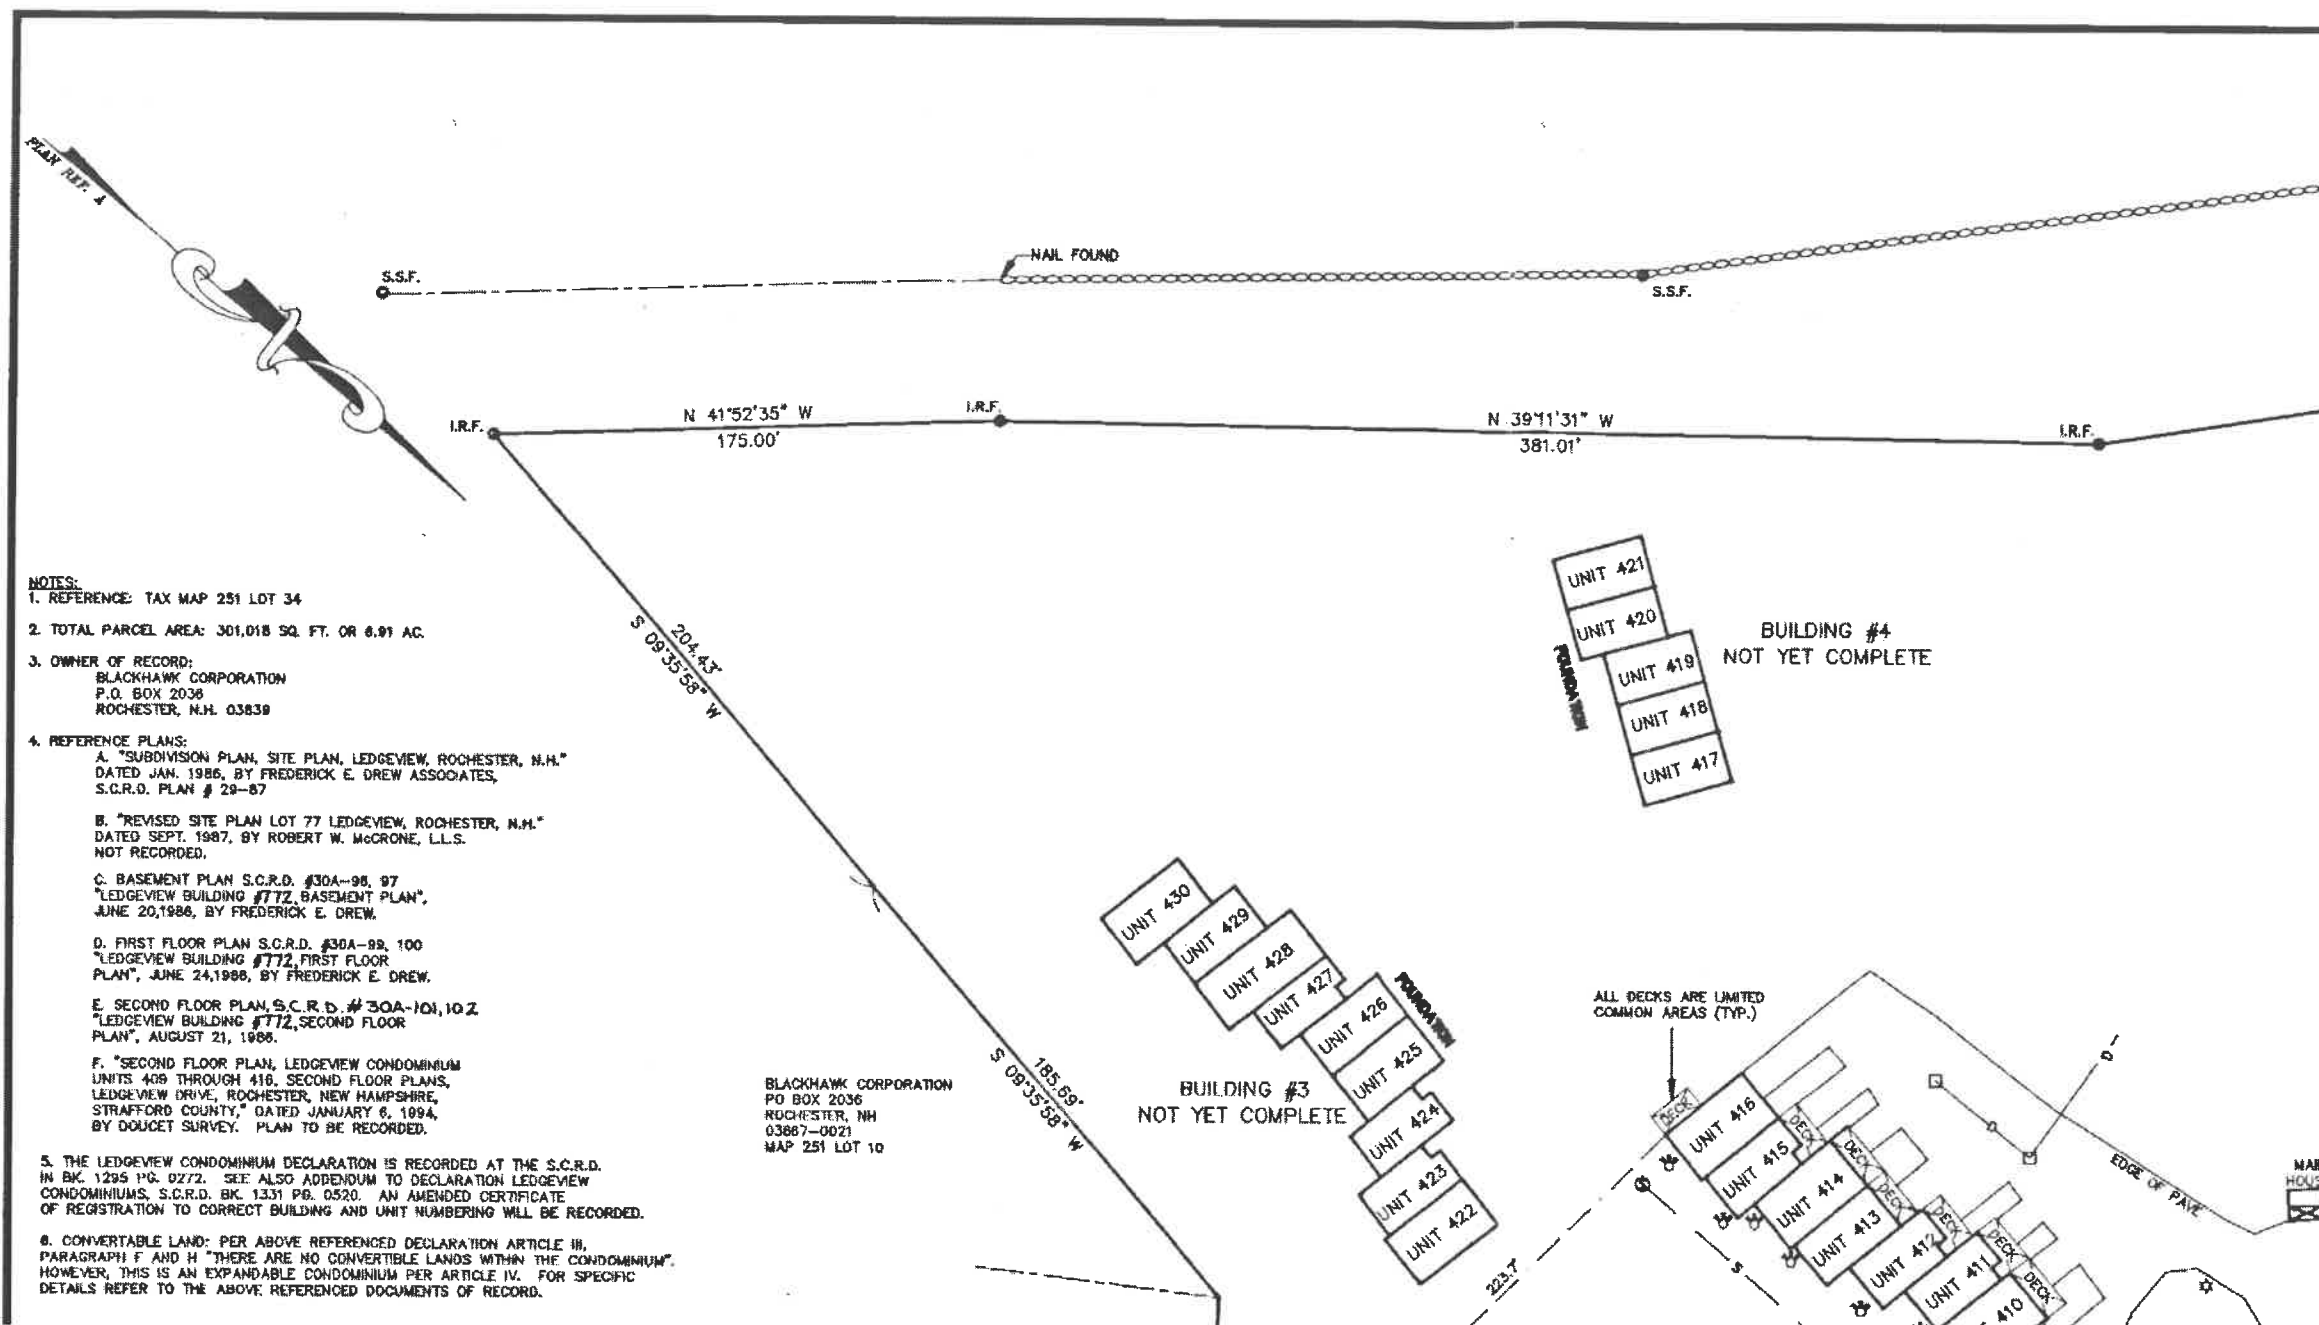 PLAN REF. A
S.S.F.
NAIL FOUND
S.S.F.
I.R.F.
N 41°52'35" W
175.00'
I.R.F.
N 39°11'31" W
381.01'
I.R.F.
204.43'
S 09°35'58" W
185.69'
S 09°35'58" W
NOTES:
1. REFERENCE: TAX MAP 251 LOT 34
2. TOTAL PARCEL AREA: 301,018 SQ. FT. OR 6.91 AC.
3. OWNER OF RECORD:
BLACKHAWK CORPORATION
P.O. BOX 2036
ROCHESTER, N.H. 03839
4. REFERENCE PLANS:
A. "SUBDIVISION PLAN, SITE PLAN, LEDGEVIEW, ROCHESTER, N.H."
DATED JAN. 1986, BY FREDERICK E. DREW ASSOCIATES,
S.C.R.D. PLAN # 29-87
B. "REVISED SITE PLAN LOT 77 LEDGEVIEW, ROCHESTER, N.H."
DATED SEPT. 1987, BY ROBERT W. McCRONE, L.L.S.
NOT RECORDED.
C. BASEMENT PLAN S.C.R.D. #30A-96, 97
"LEDGEVIEW BUILDING #772, BASEMENT PLAN",
JUNE 20,1986, BY FREDERICK E. DREW.
D. FIRST FLOOR PLAN S.C.R.D. #30A-99, 100
"LEDGEVIEW BUILDING #772, FIRST FLOOR
PLAN", JUNE 24,1986, BY FREDERICK E. DREW.
E. SECOND FLOOR PLAN, S.C.R.D. # 30A-101, 102
"LEDGEVIEW BUILDING #772, SECOND FLOOR
PLAN", AUGUST 21, 1986.
F. "SECOND FLOOR PLAN, LEDGEVIEW CONDOMINIUM
UNITS 409 THROUGH 416, SECOND FLOOR PLANS,
LEDGEVIEW DRIVE, ROCHESTER, NEW HAMPSHIRE,
STRAFFORD COUNTY," DATED JANUARY 6, 1994,
BY DOUCET SURVEY. PLAN TO BE RECORDED.
5. THE LEDGEVIEW CONDOMINIUM DECLARATION IS RECORDED AT THE S.C.R.D.
IN BK. 1295 PG. 0272. SEE ALSO ADDENDUM TO DECLARATION LEDGEVIEW
CONDOMINIUMS, S.C.R.D. BK. 1331 PG. 0520. AN AMENDED CERTIFICATE
OF REGISTRATION TO CORRECT BUILDING AND UNIT NUMBERING WILL BE RECORDED.
6. CONVERTABLE LAND: PER ABOVE REFERENCED DECLARATION ARTICLE III,
PARAGRAPH F AND H "THERE ARE NO CONVERTIBLE LANDS WITHIN THE CONDOMINIUM".
HOWEVER, THIS IS AN EXPANDABLE CONDOMINIUM PER ARTICLE IV. FOR SPECIFIC
DETAILS REFER TO THE ABOVE REFERENCED DOCUMENTS OF RECORD.
BLACKHAWK CORPORATION
PO BOX 2036
ROCHESTER, NH
03867-0021
MAP 251 LOT 10
UNIT 421
UNIT 420
UNIT 419
UNIT 418
UNIT 417
FOUNDATION
BUILDING #4
NOT YET COMPLETE
UNIT 430
UNIT 429
UNIT 428
UNIT 427
UNIT 426
UNIT 425
UNIT 424
UNIT 423
UNIT 422
FOUNDATION
BUILDING #3
NOT YET COMPLETE
ALL DECKS ARE LIMITED
COMMON AREAS (TYP.)
DECK
UNIT 416
DECK
UNIT 415
DECK
UNIT 414
DECK
UNIT 413
DECK
UNIT 412
DECK
UNIT 411
DECK
410
223.7'
S
D
EDGE OF PAVE
MAI
HOUS